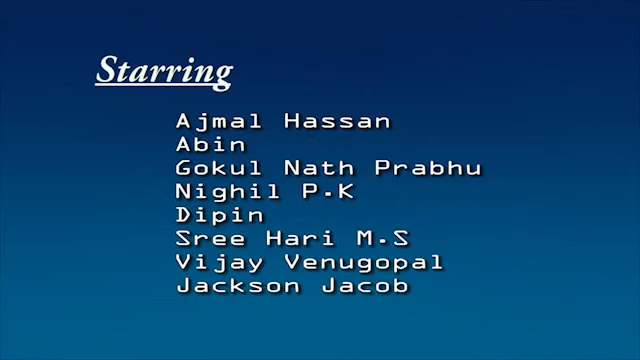 Starring
Ajmal Hassan
Abin
Gokul Nath Prabhu
Nighil P.K
Dipin
Sree Hari M.S
Vijay Venugopal
Jackson Jacob